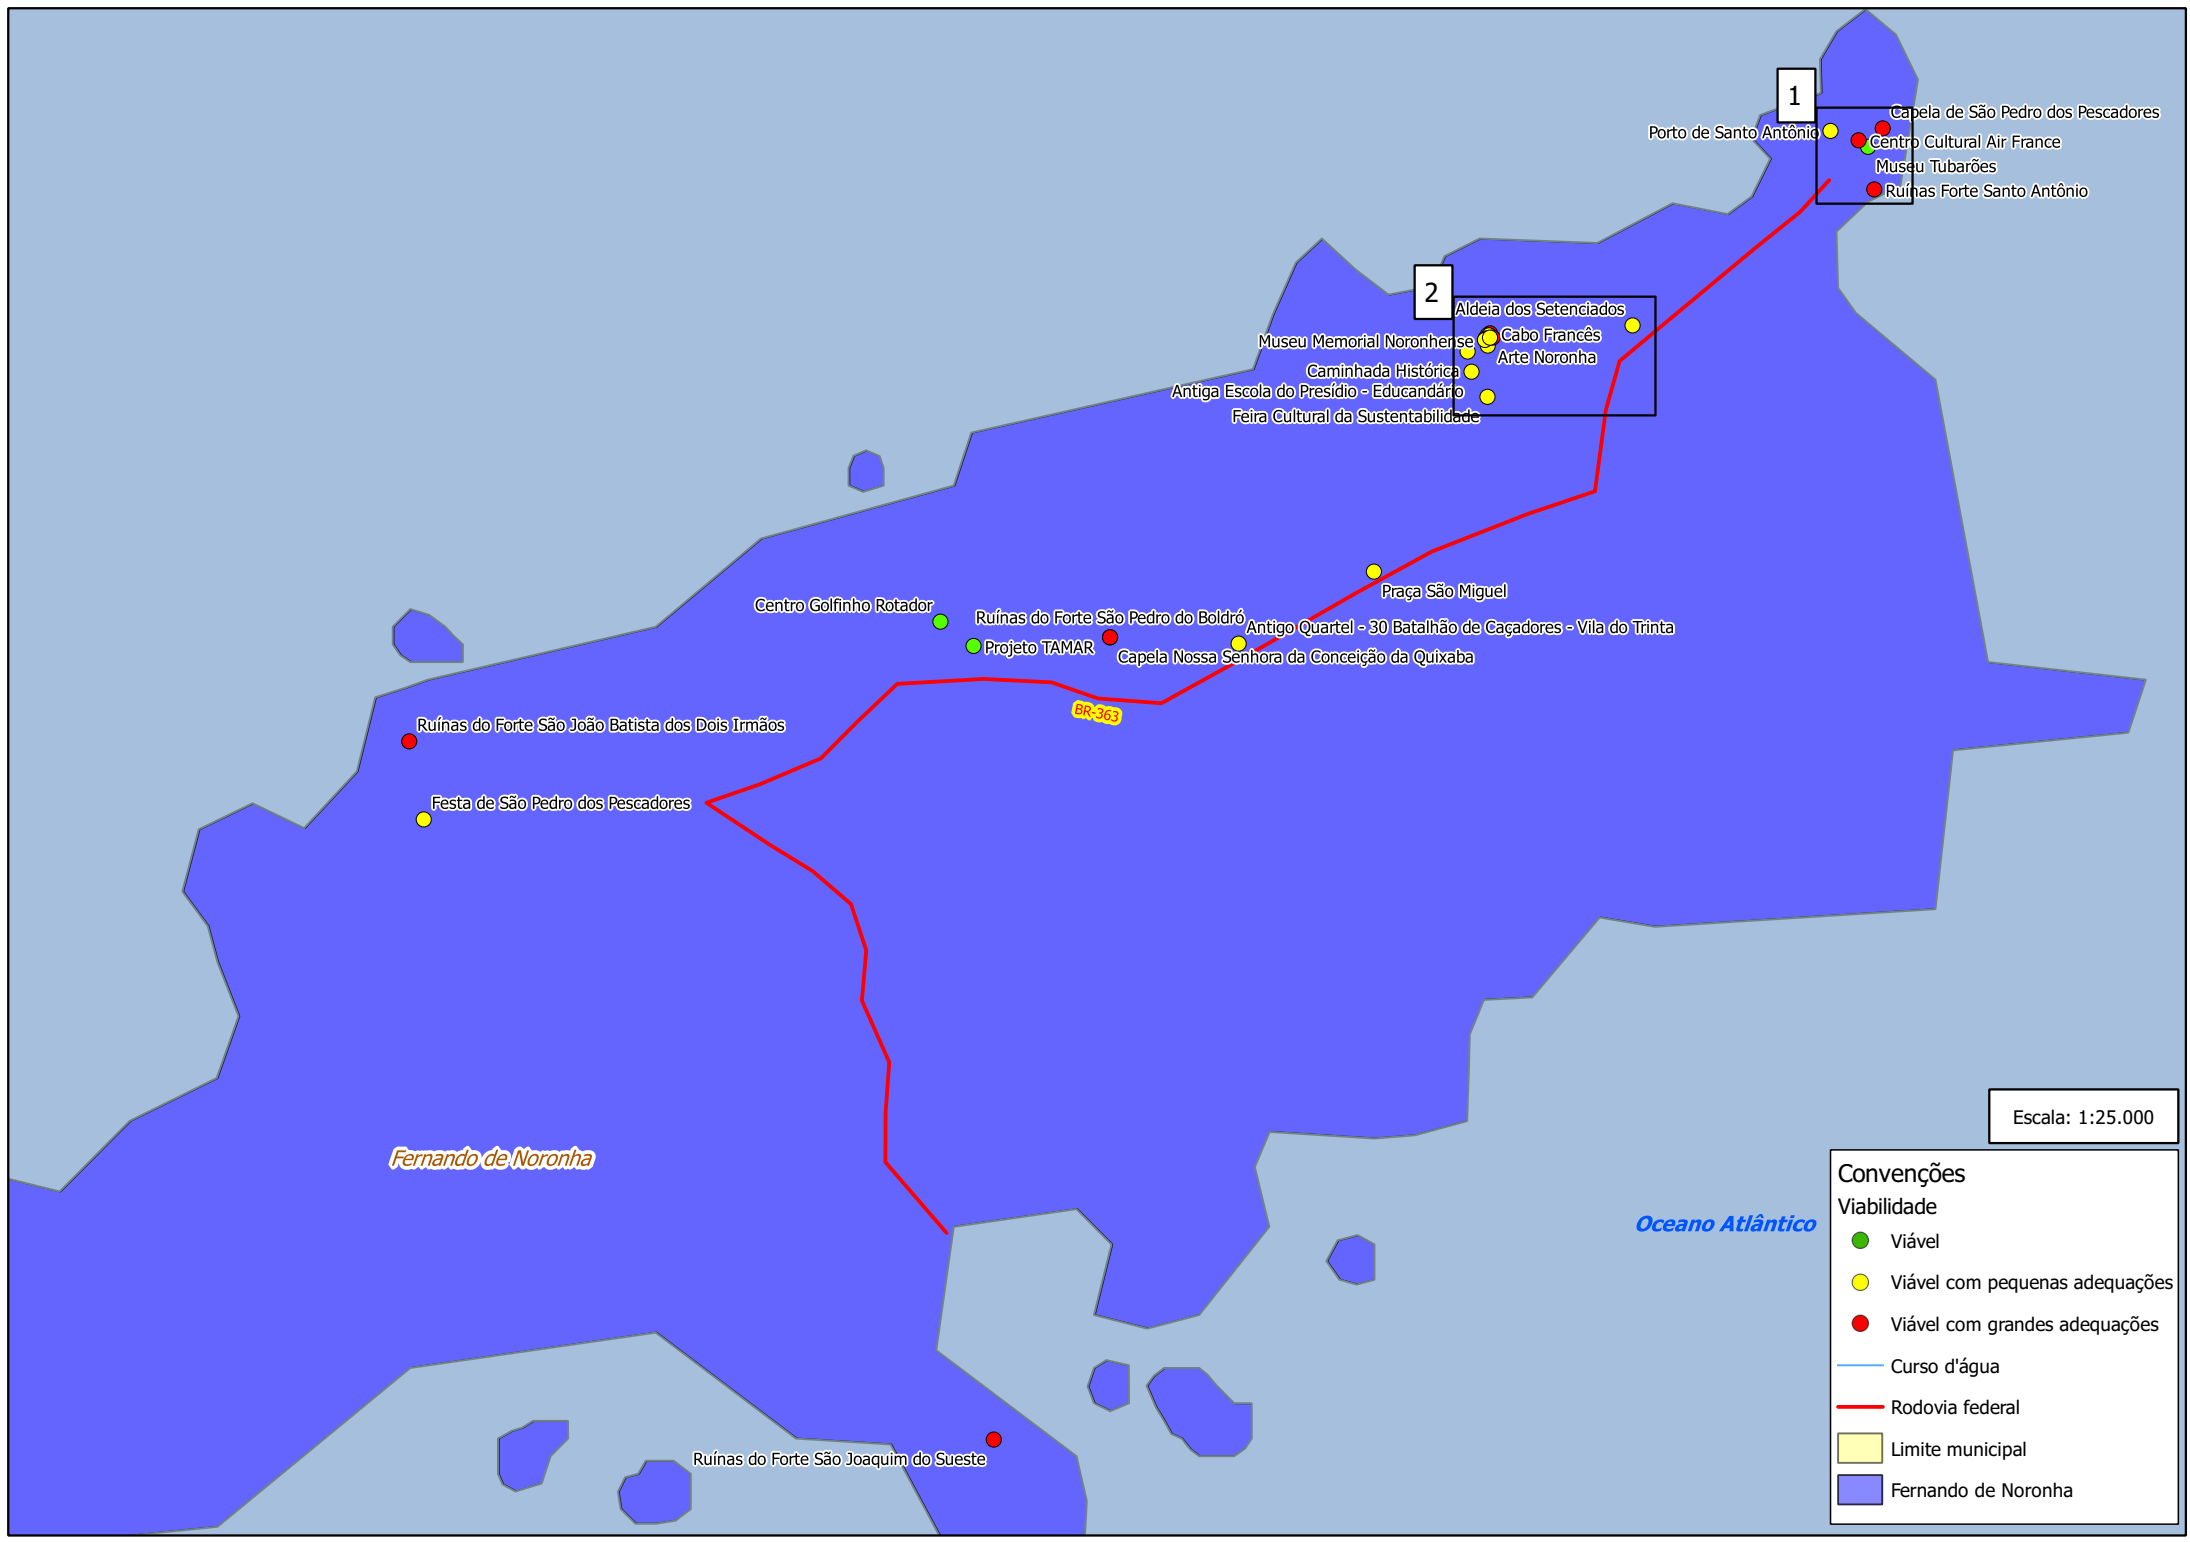 1
Capela de São Pedro dos Pescadores
Porto de Santo Antônio
Centro Cultural Air France
Museu Tubarões
Ruínas Forte Santo Antônio
2
Aldeia dos Setenciados
Cabo Francês
Museu Memorial Noronhense
Arte Noronha
Caminhada Histórica
Antiga Escola do Presídio - Educandário
Feira Cultural da Sustentabilidade
Praça São Miguel
Centro Golfinho Rotador
Ruínas do Forte São Pedro do Boldró
Antigo Quartel - 30 Batalhão de Caçadores - Vila do Trinta
Projeto TAMAR
Capela Nossa Senhora da Conceição da Quixaba
BR-363
Ruínas do Forte São João Batista dos Dois Irmãos
Festa de São Pedro dos Pescadores
Fernando de Noronha
Oceano Atlântico
Ruínas do Forte São Joaquim do Sueste
Escala: 1:25.000
Convenções
Viabilidade
Viável
Viável com pequenas adequações
Viável com grandes adequações
Curso d'água
Rodovia federal
Limite municipal
Fernando de Noronha